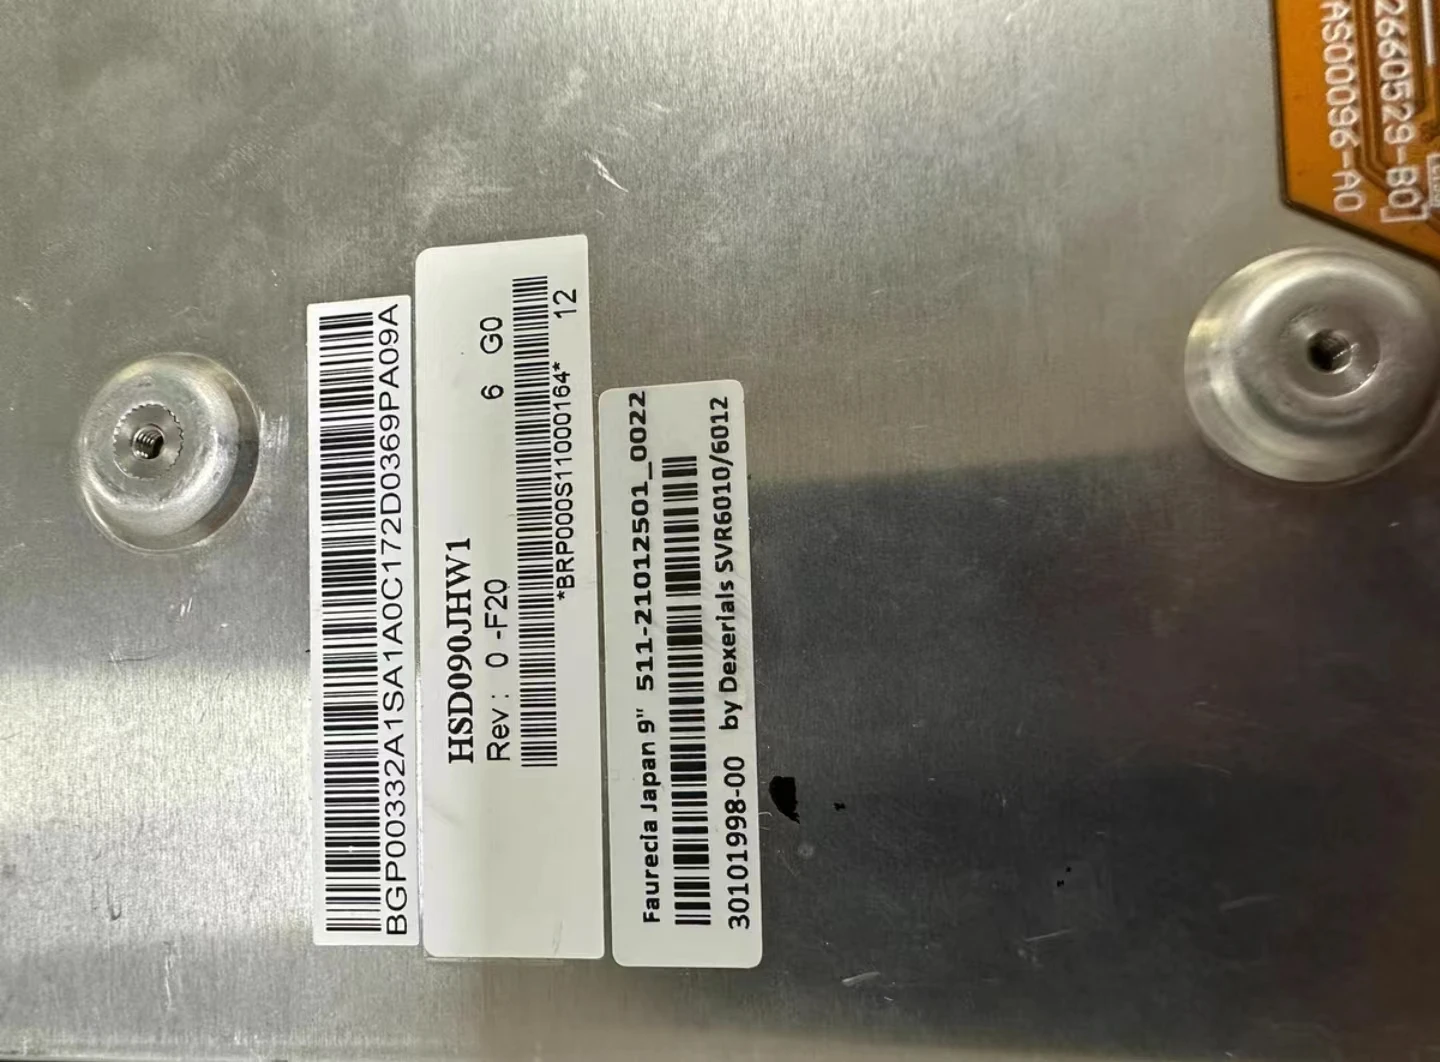 BGP00332A1SA1A0C172D0369PA09A
HSD090JHW1
Rev : 0 -F20 6 G0
*BRP000S11000164* 12
Faurecia Japan 9" 511-21012501_0022
30101998-00 by Dexerials SVR6010/6012
2660529-B0]
AS00096-A0